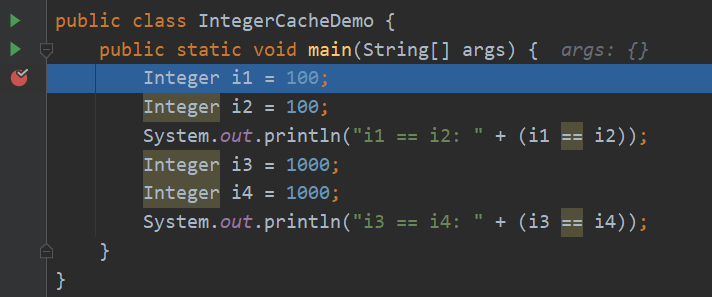 public class IntegerCacheDemo {
    public static void main(String[] args) {  args: {}
        Integer i1 = 100;
        Integer i2 = 100;
        System.out.println("i1 == i2: " + (i1 == i2));
        Integer i3 = 1000;
        Integer i4 = 1000;
        System.out.println("i3 == i4: " + (i3 == i4));
    }
}